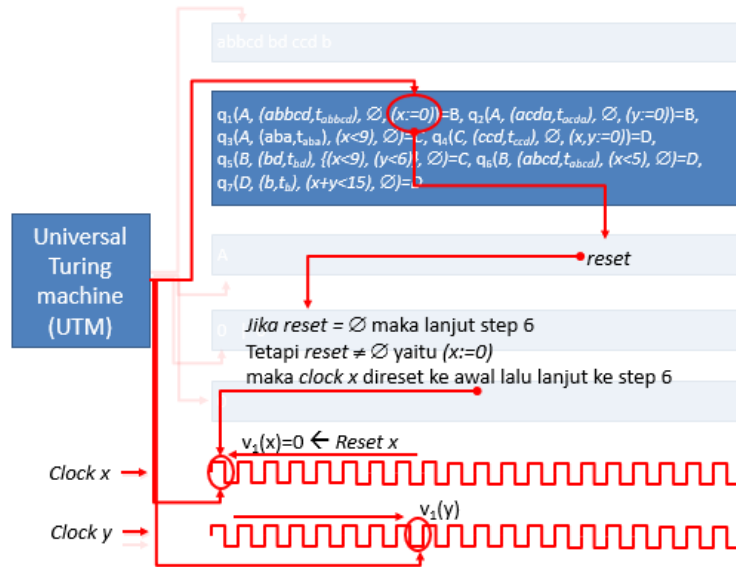 abbcd bd ccd b
q₁(A, (abbcd,t_abbcd), ∅, (x:=0))=B, q₂(A, (acda,t_acda), ∅, (y:=0))=B,
q₃(A, (aba,t_aba), (x<9), ∅)=C, q₄(C, (ccd,t_ccd), ∅, (x,y:=0))=D,
q₅(B, (bd,t_bd), {(x<9), (y<6)}, ∅)=C, q₆(B, (abcd,t_abcd), (x<5), ∅)=D,
q₇(D, (b,t_b), (x+y<15), ∅)=D
Universal
Turing
machine
(UTM)
A
reset
0
Jika reset = ∅ maka lanjut step 6
Tetapi reset ≠ ∅ yaitu (x:=0)
maka clock x direset ke awal lalu lanjut ke step 6
v₁(x)=0 ← Reset x
Clock x
v₁(y)
Clock y